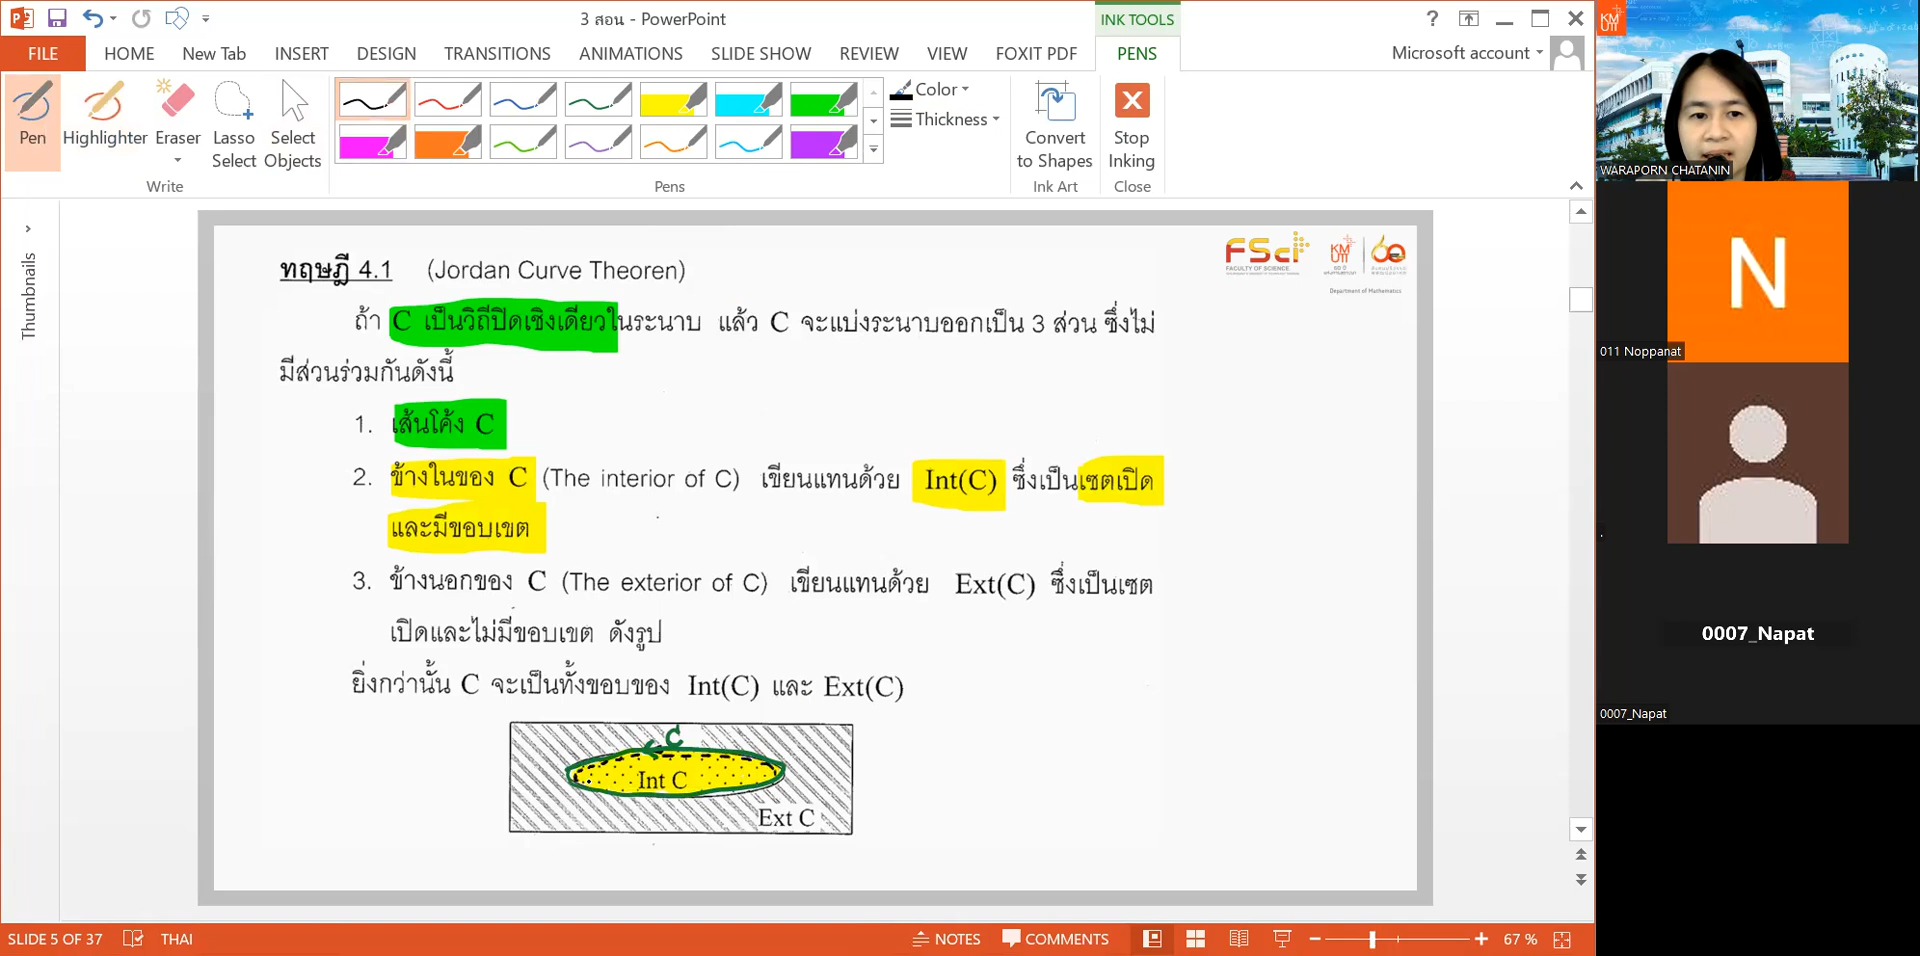 3 สอน - PowerPoint
INK TOOLS
FILE HOME New Tab INSERT DESIGN TRANSITIONS ANIMATIONS SLIDE SHOW REVIEW VIEW FOXIT PDF PENS
Microsoft account
Pen
Highlighter
Eraser
Lasso Select
Select Objects
Color
Thickness
Convert to Shapes
Stop Inking
Write
Pens
Ink Art
Close
Thumbnails
FSci
FACULTY OF SCIENCE
KM UTT
Department of Mathematics
ทฤษฎี 4.1 (Jordan Curve Theoren)
ถ้า C เป็นวิถีปิดเชิงเดียวในระนาบ แล้ว C จะแบ่งระนาบออกเป็น 3 ส่วน ซึ่งไม่
มีส่วนร่วมกันดังนี้
1. เส้นโค้ง C
2. ข้างในของ C (The interior of C) เขียนแทนด้วย Int(C) ซึ่งเป็นเซตเปิด
และมีขอบเขต
3. ข้างนอกของ C (The exterior of C) เขียนแทนด้วย Ext(C) ซึ่งเป็นเซต
เปิดและไม่มีขอบเขต ดังรูป
ยิ่งกว่านั้น C จะเป็นทั้งขอบของ Int(C) และ Ext(C)
C
Int C
Ext C
SLIDE 5 OF 37
THAI
NOTES
COMMENTS
67 %
KM UTT
WARAPORN CHATANIN
N
011 Noppanat
0007_Napat
0007_Napat